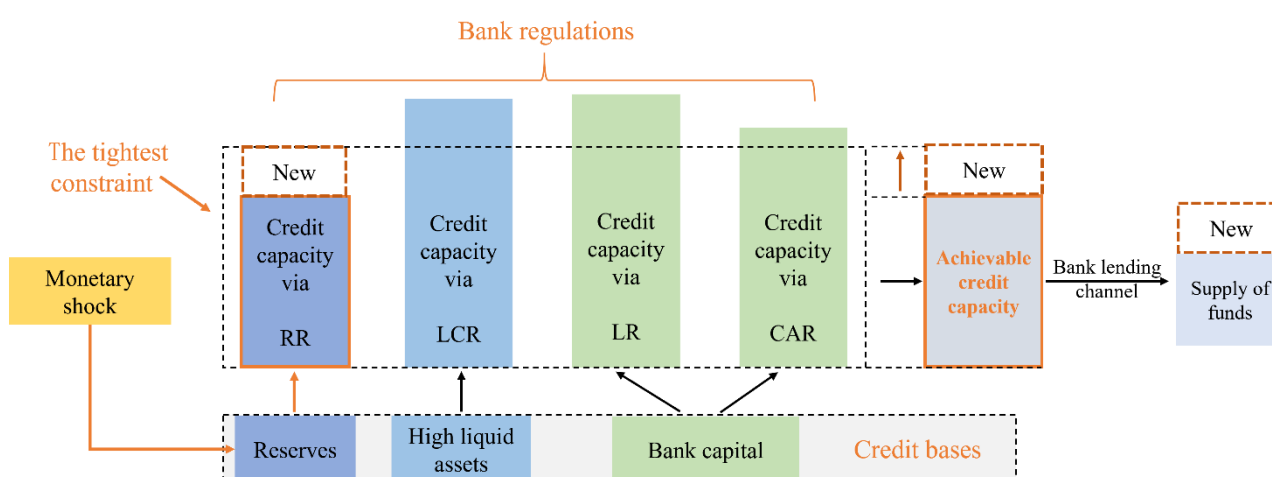 Bank regulations
The tightest
constraint
New
Credit
capacity
via
RR
Credit
capacity
via
LCR
Credit
capacity
via
LR
Credit
capacity
via
CAR
New
Achievable
credit
capacity
Bank lending
channel
New
Supply of
funds
Monetary
shock
Reserves
High liquid
assets
Bank capital
Credit bases